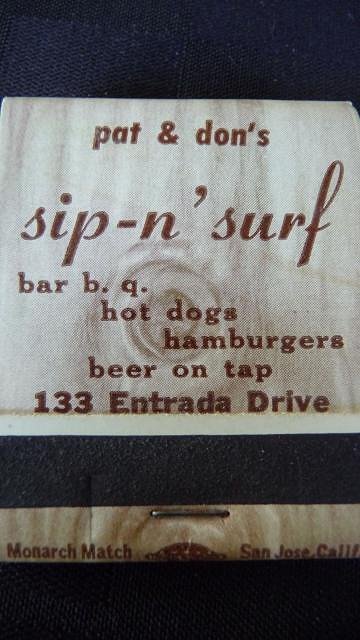 pat & don's
sip-n' surf
bar b. q.
hot dogs
hamburgers
beer on tap
133 Entrada Drive
Monarch Match San Jose, Calif